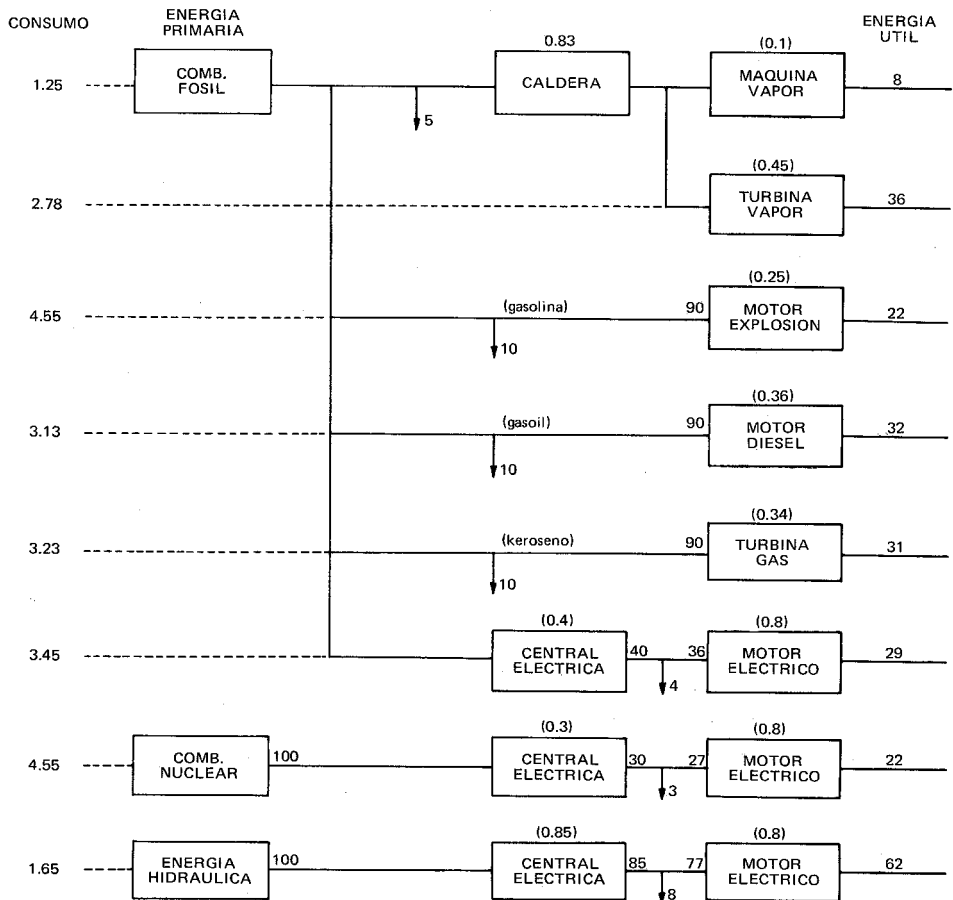 CONSUMO
ENERGIA
PRIMARIA
ENERGIA
UTIL
1.25
COMB.
FOSIL
5
0.83
CALDERA
(0.1)
MAQUINA
VAPOR
8
2.78
(0.45)
TURBINA
VAPOR
36
4.55
(gasolina)
10
90
(0.25)
MOTOR
EXPLOSION
22
3.13
(gasoil)
10
90
(0.36)
MOTOR
DIESEL
32
3.23
(keroseno)
10
90
(0.34)
TURBINA
GAS
31
3.45
(0.4)
CENTRAL
ELECTRICA
40
4
36
(0.8)
MOTOR
ELECTRICO
29
4.55
COMB.
NUCLEAR
100
(0.3)
CENTRAL
ELECTRICA
30
3
27
(0.8)
MOTOR
ELECTRICO
22
1.65
ENERGIA
HIDRAULICA
100
(0.85)
CENTRAL
ELECTRICA
85
8
77
(0.8)
MOTOR
ELECTRICO
62